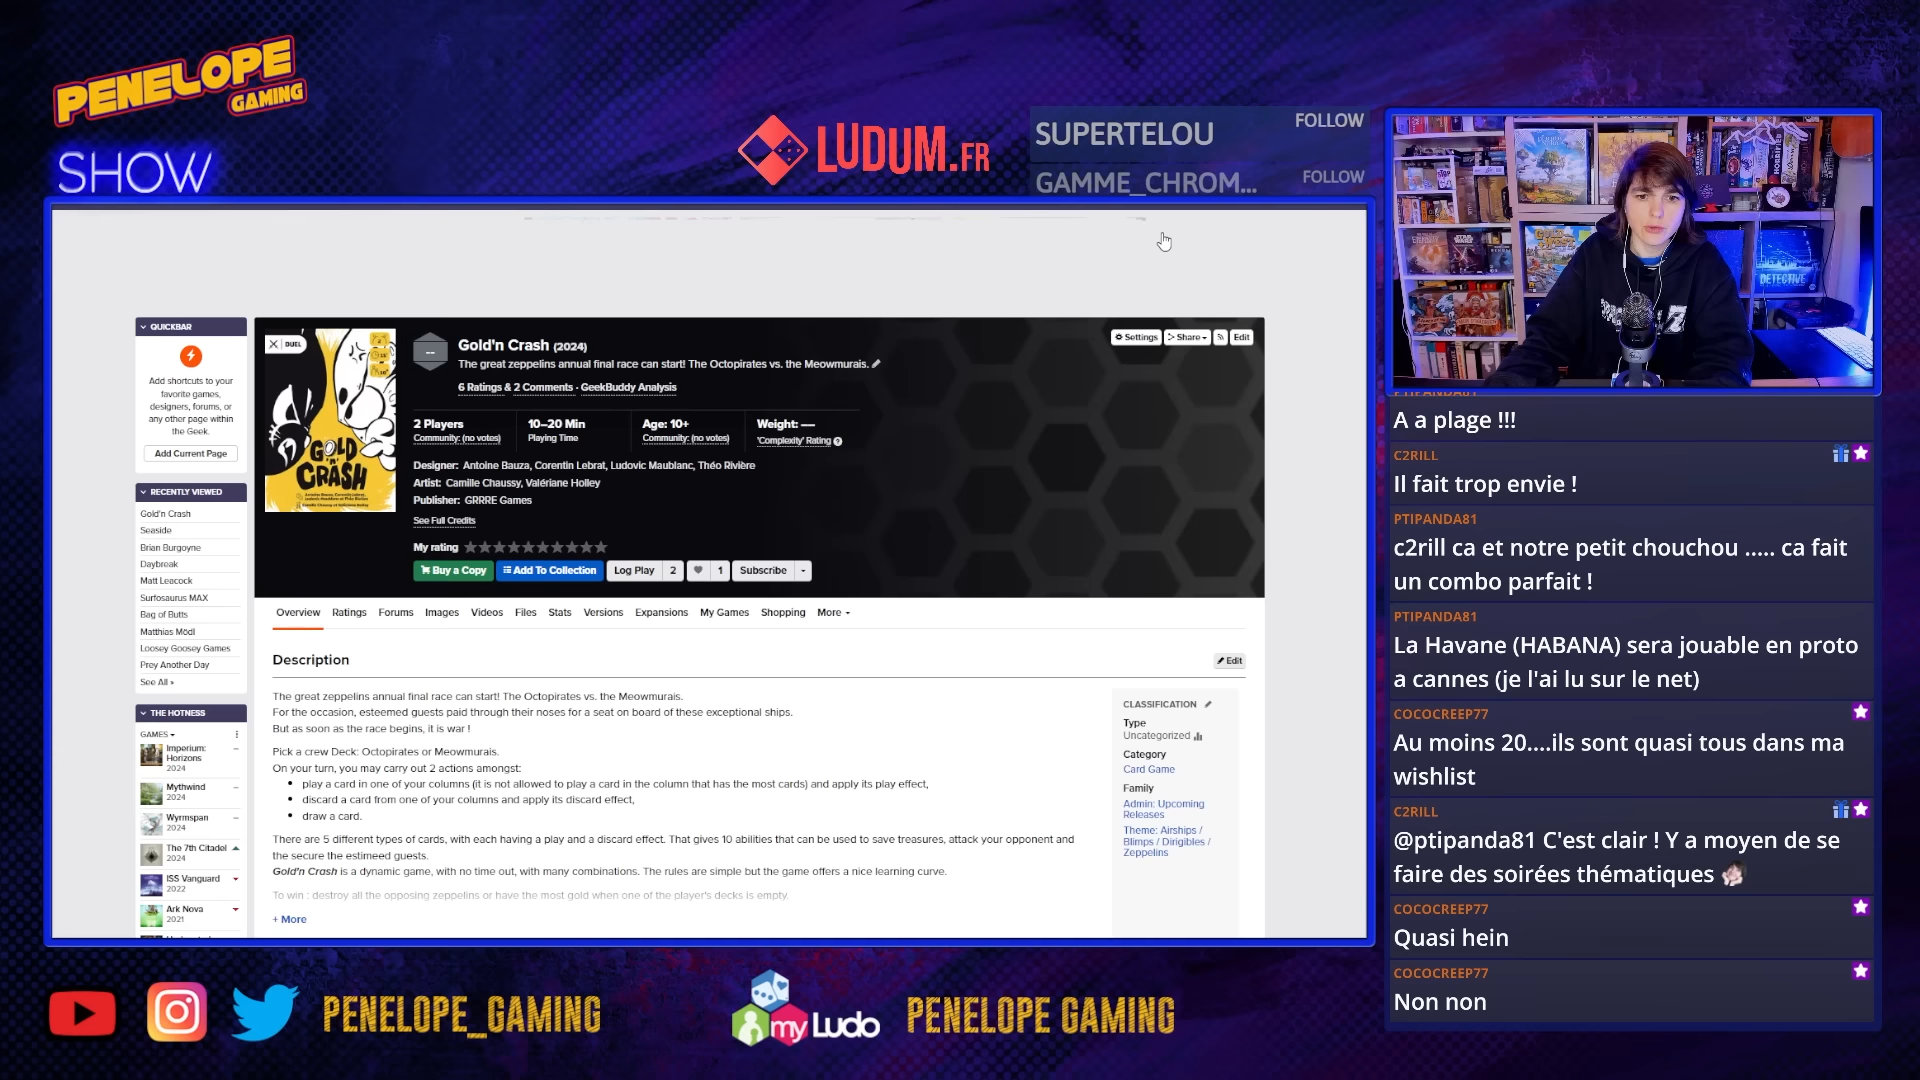 PENELOPE
GAMING
SHOW
LUDUM.FR
SUPERTELOU
FOLLOW
GAMME_CHROM...
FOLLOW
QUICKBAR
Add shortcuts to your
favorite games,
designers, forums, or
any other page within
the Geek.
Add Current Page
RECENTLY VIEWED
Gold'n Crash
Seaside
Brian Burgoyne
Daybreak
Matt Leacock
Surfosaurus MAX
Bag of Butts
Matthias Mödl
Loosey Goosey Games
Prey Another Day
See All »
THE HOTNESS
GAMES
Imperium:
Horizons
2024
Mythwind
2024
Wyrmspan
2024
The 7th Citadel
2024
ISS Vanguard
2022
Ark Nova
2021
DUEL
GOLD
'N'
CRASH
--
Gold'n Crash (2024)
The great zeppelins annual final race can start! The Octopirates vs. the Meowmurais.
6 Ratings & 2 Comments · GeekBuddy Analysis
Settings
Share
Edit
2 Players
Community: (no votes)
10–20 Min
Playing Time
Age: 10+
Community: (no votes)
Weight: —
'Complexity' Rating
Designer: Antoine Bauza, Corentin Lebrat, Ludovic Maublanc, Théo Rivière
Artist: Camille Chaussy, Valériane Holley
Publisher: GRRRE Games
See Full Credits
My rating
Buy a Copy
Add To Collection
Log Play
2
1
Subscribe
Overview Ratings Forums Images Videos Files Stats Versions Expansions My Games Shopping More
Description
Edit
The great zeppelins annual final race can start! The Octopirates vs. the Meowmurais.
For the occasion, esteemed guests paid through their noses for a seat on board of these exceptional ships.
But as soon as the race begins, it is war !
Pick a crew Deck: Octopirates or Meowmurais.
On your turn, you may carry out 2 actions amongst:
• play a card in one of your columns (it is not allowed to play a card in the column that has the most cards) and apply its play effect,
• discard a card from one of your columns and apply its discard effect,
• draw a card.
There are 5 different types of cards, with each having a play and a discard effect. That gives 10 abilities that can be used to save treasures, attack your opponent and
the secure the estimeed guests.
Gold'n Crash is a dynamic game, with no time out, with many combinations. The rules are simple but the game offers a nice learning curve.
To win : destroy all the opposing zeppelins or have the most gold when one of the player's decks is empty.
+ More
CLASSIFICATION
Type
Uncategorized
Category
Card Game
Family
Admin: Upcoming
Releases
Theme: Airships /
Blimps / Dirigibles /
Zeppelins
STAR WARS
DETECTIVE
PTIPANDA81
A a plage !!!
C2RILL
Il fait trop envie !
PTIPANDA81
c2rill ca et notre petit chouchou ..... ca fait
un combo parfait !
PTIPANDA81
La Havane (HABANA) sera jouable en proto
a cannes (je l'ai lu sur le net)
COCOCREEP77
Au moins 20....ils sont quasi tous dans ma
wishlist
C2RILL
@ptipanda81 C'est clair ! Y a moyen de se
faire des soirées thématiques
COCOCREEP77
Quasi hein
COCOCREEP77
Non non
PENELOPE_GAMING
my Ludo
PENELOPE GAMING